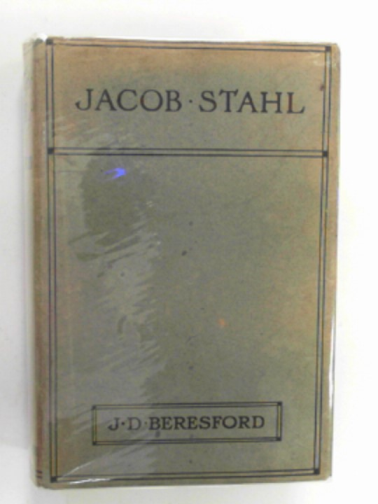 JACOB · STAHL
J · D · BERESFORD